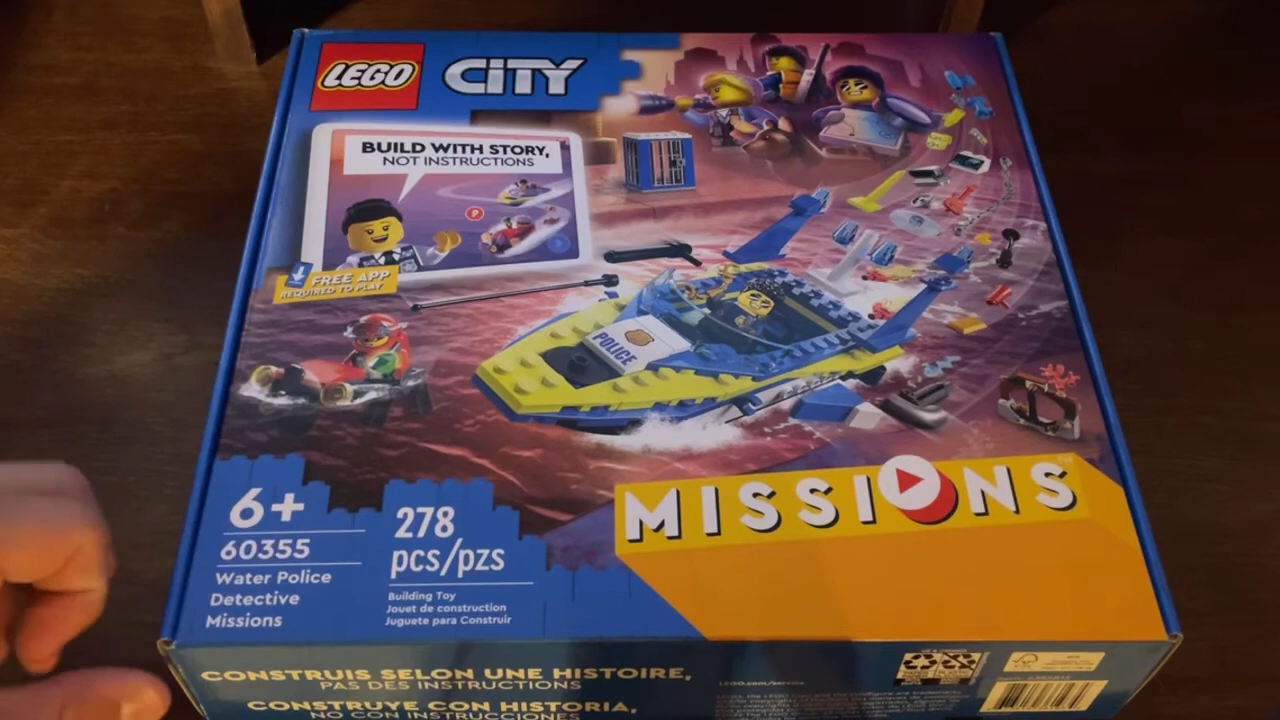 LEGO CITY
BUILD WITH STORY,
NOT INSTRUCTIONS
FREE APP
REQUIRED TO PLAY
POLICE
MISSIONS
6+
60355
Water Police
Detective
Missions
278
pcs/pzs
Building Toy
Jouet de construction
Juguete para Construir
CONSTRUIS SELON UNE HISTOIRE,
PAS DES INSTRUCTIONS
CONSTRUYE CON HISTORIA,
NO CON INSTRUCCIONES
LEGO.com/service